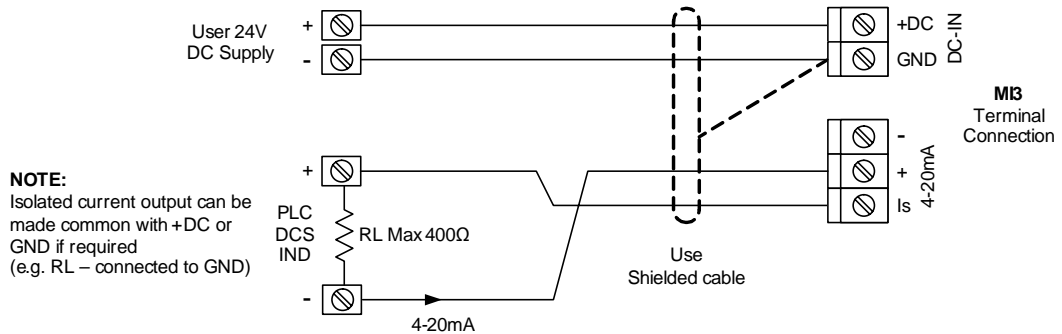 User 24V
DC Supply
+
-
+DC
GND
DC-IN
MI3
Terminal
Connection
-
+
Is
4-20mA
NOTE:
Isolated current output can be
made common with +DC or
GND if required
(e.g. RL – connected to GND)
+
PLC
DCS
IND
RL Max 400Ω
-
4-20mA
Use
Shielded cable